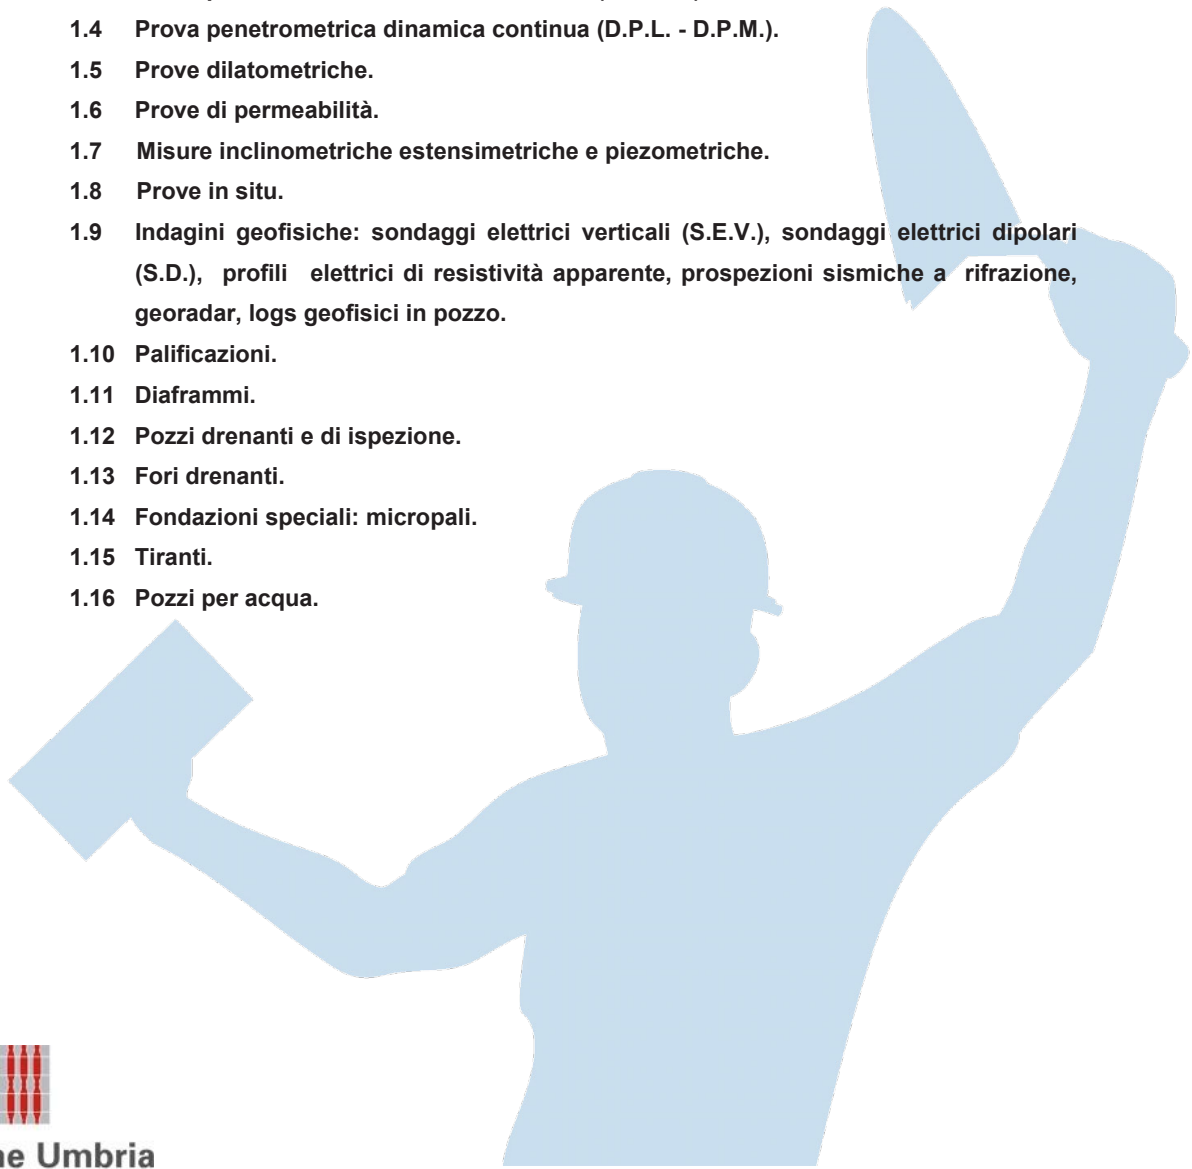 1.4 Prova penetrometrica dinamica continua (D.P.L. - D.P.M.).
1.5 Prove dilatometriche.
1.6 Prove di permeabilità.
1.7 Misure inclinometriche estensimetriche e piezometriche.
1.8 Prove in situ.
1.9 Indagini geofisiche: sondaggi elettrici verticali (S.E.V.), sondaggi elettrici dipolari
(S.D.), profili elettrici di resistività apparente, prospezioni sismiche a rifrazione,
georadar, logs geofisici in pozzo.
1.10 Palificazioni.
1.11 Diaframmi.
1.12 Pozzi drenanti e di ispezione.
1.13 Fori drenanti.
1.14 Fondazioni speciali: micropali.
1.15 Tiranti.
1.16 Pozzi per acqua.
Umbria